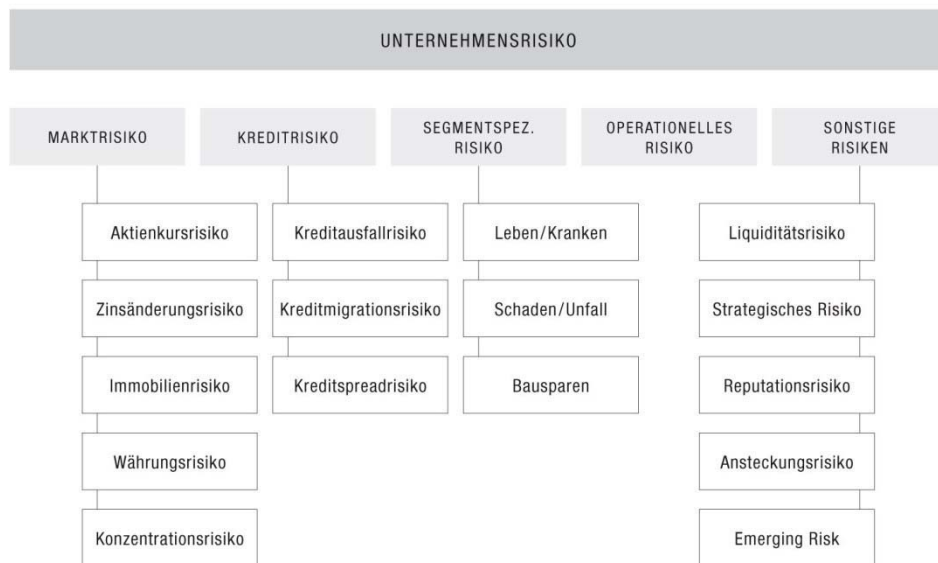 UNTERNEHMENSRISIKO
MARKTRISIKO
KREDITRISIKO
SEGMENTSPEZ.
RISIKO
OPERATIONELLES
RISIKO
SONSTIGE
RISIKEN
Aktienkursrisiko
Kreditausfallrisiko
Leben/Kranken
Liquiditätsrisiko
Zinsänderungsrisiko
Kreditmigrationsrisiko
Schaden/Unfall
Strategisches Risiko
Immobilienrisiko
Kreditspreadrisiko
Bausparen
Reputationsrisiko
Währungsrisiko
Ansteckungsrisiko
Konzentrationsrisiko
Emerging Risk